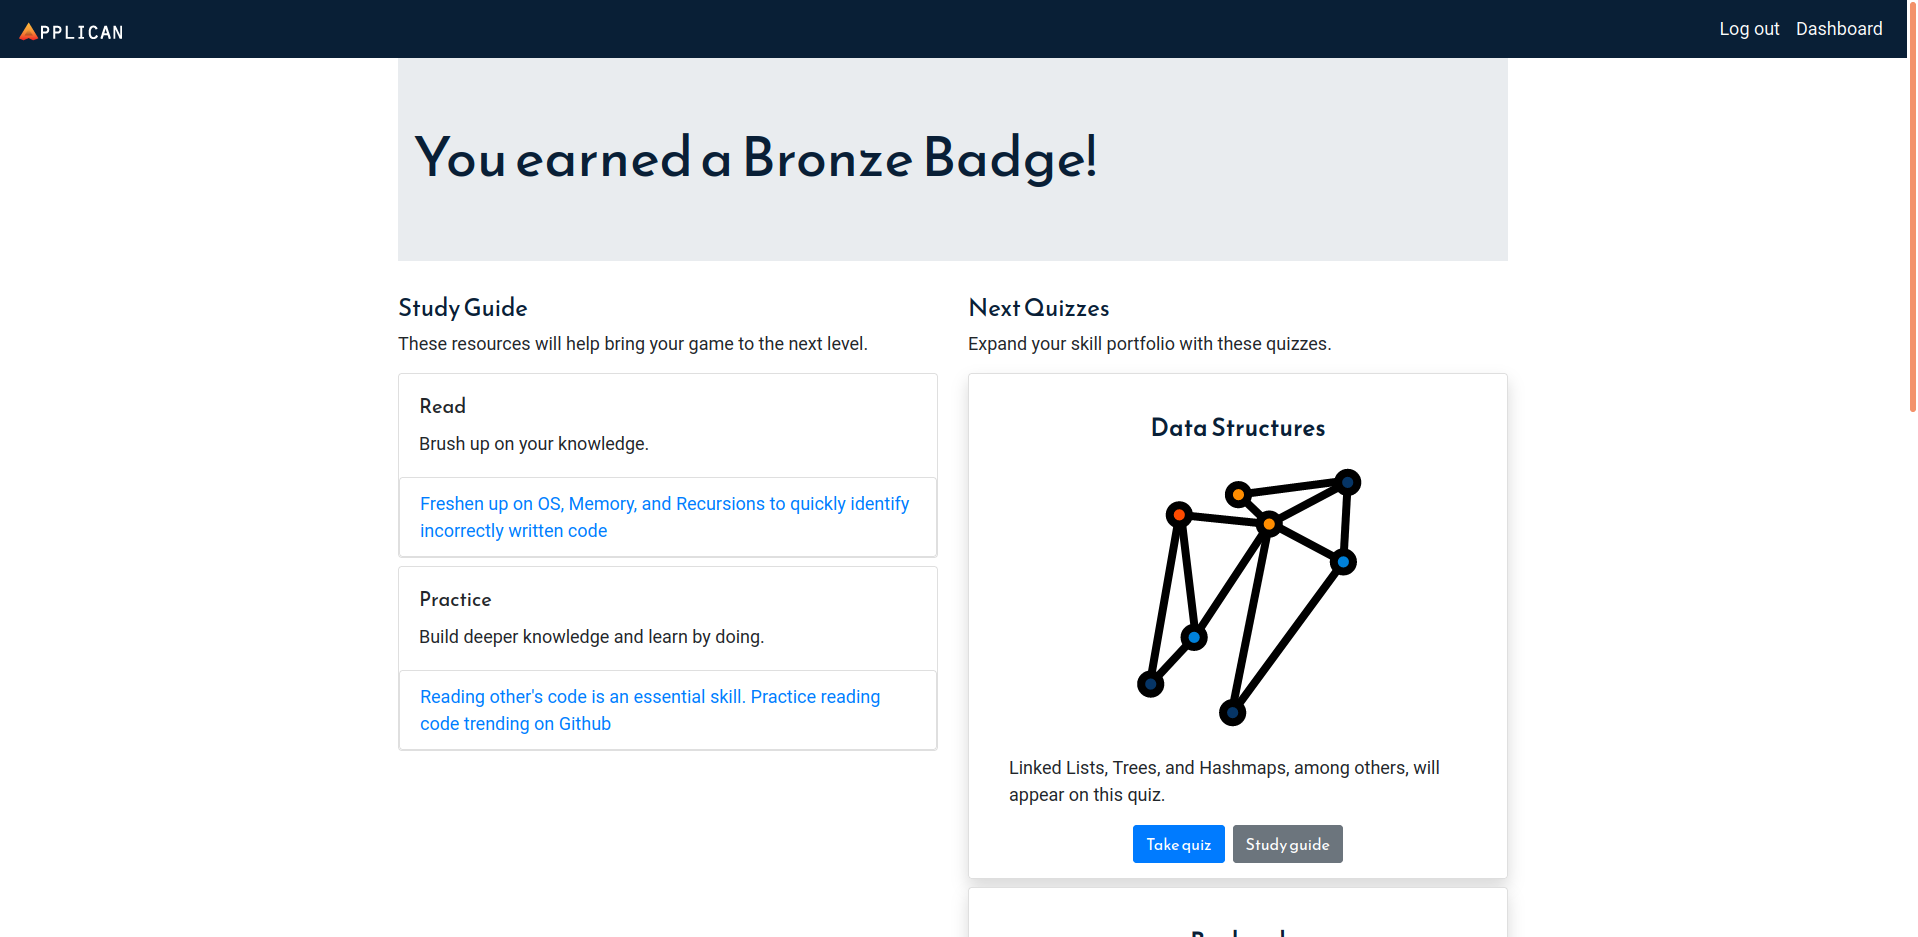 APPLICAN
Log out Dashboard
You earned a Bronze Badge!
Study Guide
These resources will help bring your game to the next level.
Read
Brush up on your knowledge.
Freshen up on OS, Memory, and Recursions to quickly identify
incorrectly written code
Practice
Build deeper knowledge and learn by doing.
Reading other's code is an essential skill. Practice reading
code trending on Github
Next Quizzes
Expand your skill portfolio with these quizzes.
Data Structures
Linked Lists, Trees, and Hashmaps, among others, will
appear on this quiz.
Take quiz Study guide